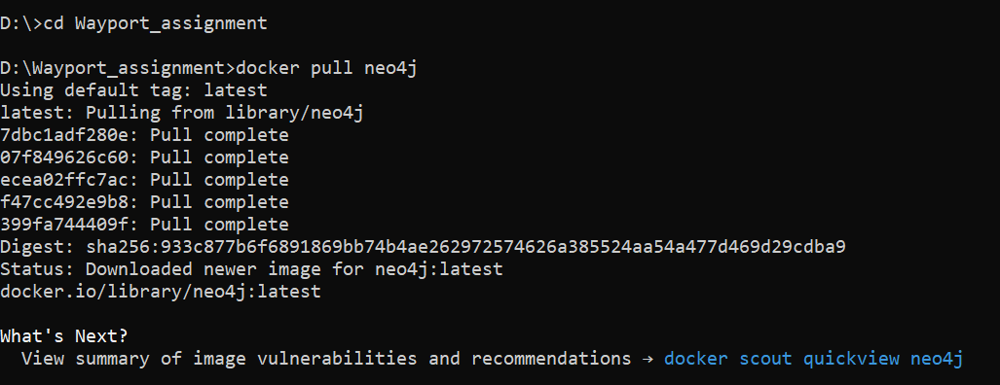 D:\>cd Wayport_assignment
D:\Wayport_assignment>docker pull neo4j
Using default tag: latest
latest: Pulling from library/neo4j
7dbc1adf280e: Pull complete
07f849626c60: Pull complete
ecea02ffc7ac: Pull complete
f47cc492e9b8: Pull complete
399fa744409f: Pull complete
Digest: sha256:933c877b6f6891869bb74b4ae262972574626a385524aa54a477d469d29cdba9
Status: Downloaded newer image for neo4j:latest
docker.io/library/neo4j:latest
What's Next?
View summary of image vulnerabilities and recommendations → docker scout quickview neo4j